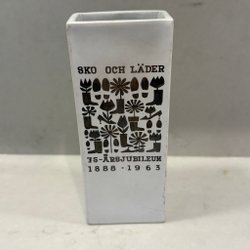 SKO OCH LÄDER
75-ÅRSJUBILEUM
1888 · 1963